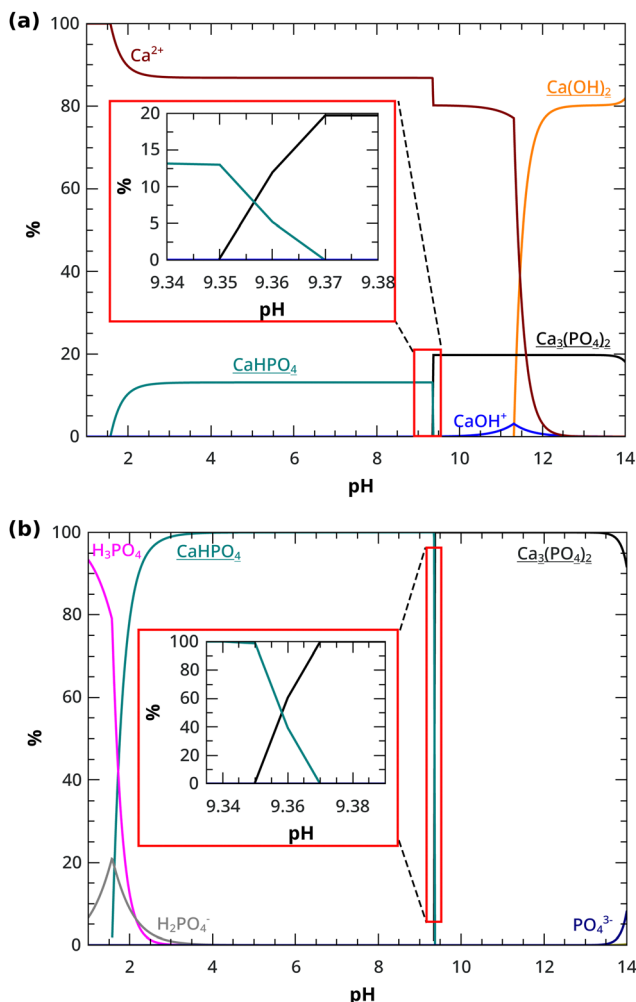 (a)
100
80
60
40
20
0
%
Ca²⁺
Ca(OH)₂
20
15
10
5
0
%
9.34 9.35 9.36 9.37 9.38
pH
CaHPO₄
Ca₃(PO₄)₂
CaOH⁺
2 4 6 8 10 12 14
pH
(b)
100
80
60
40
20
0
%
H₃PO₄
CaHPO₄
Ca₃(PO₄)₂
100
80
60
40
20
0
%
9.34 9.36 9.38
pH
H₂PO₄⁻
PO₄³⁻
2 4 6 8 10 12 14
pH